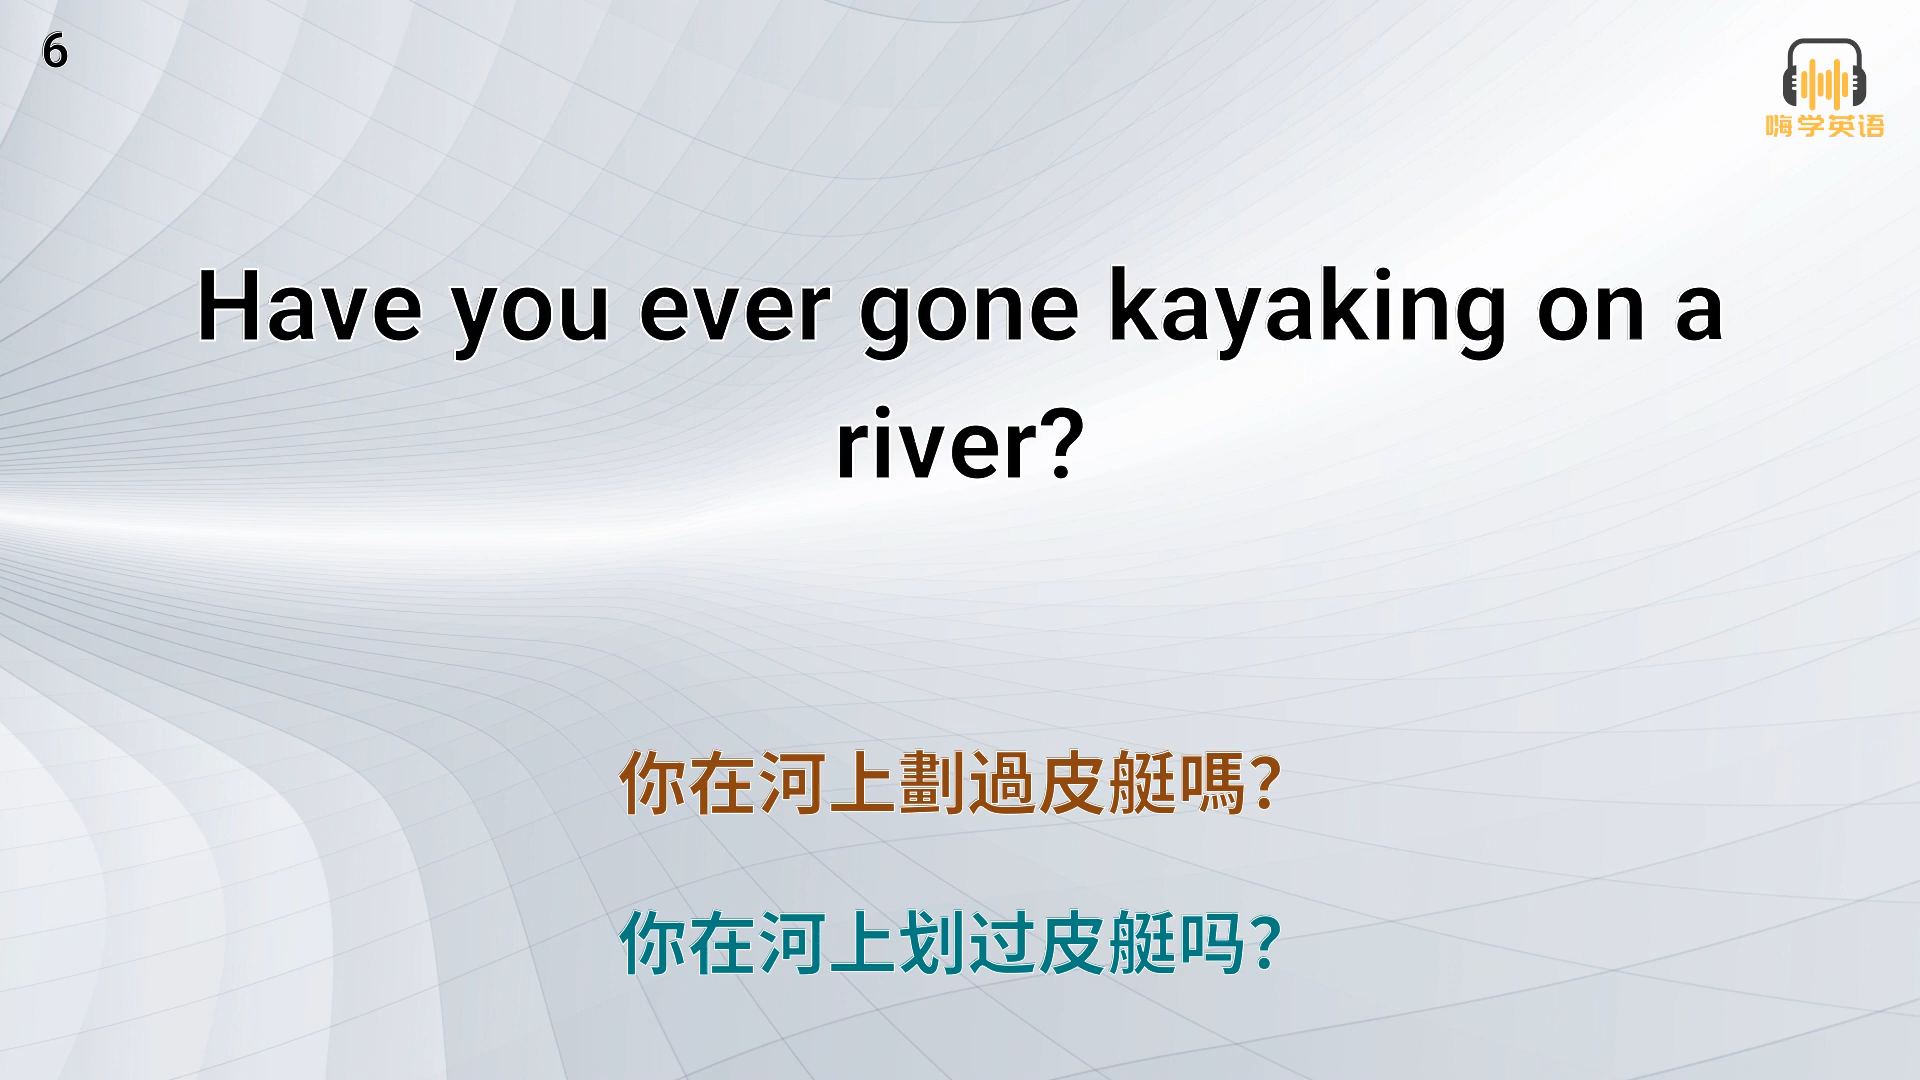 6
嗨学英语
Have you ever gone kayaking on a
river?
你在河上劃過皮艇嗎?
你在河上划过皮艇吗?